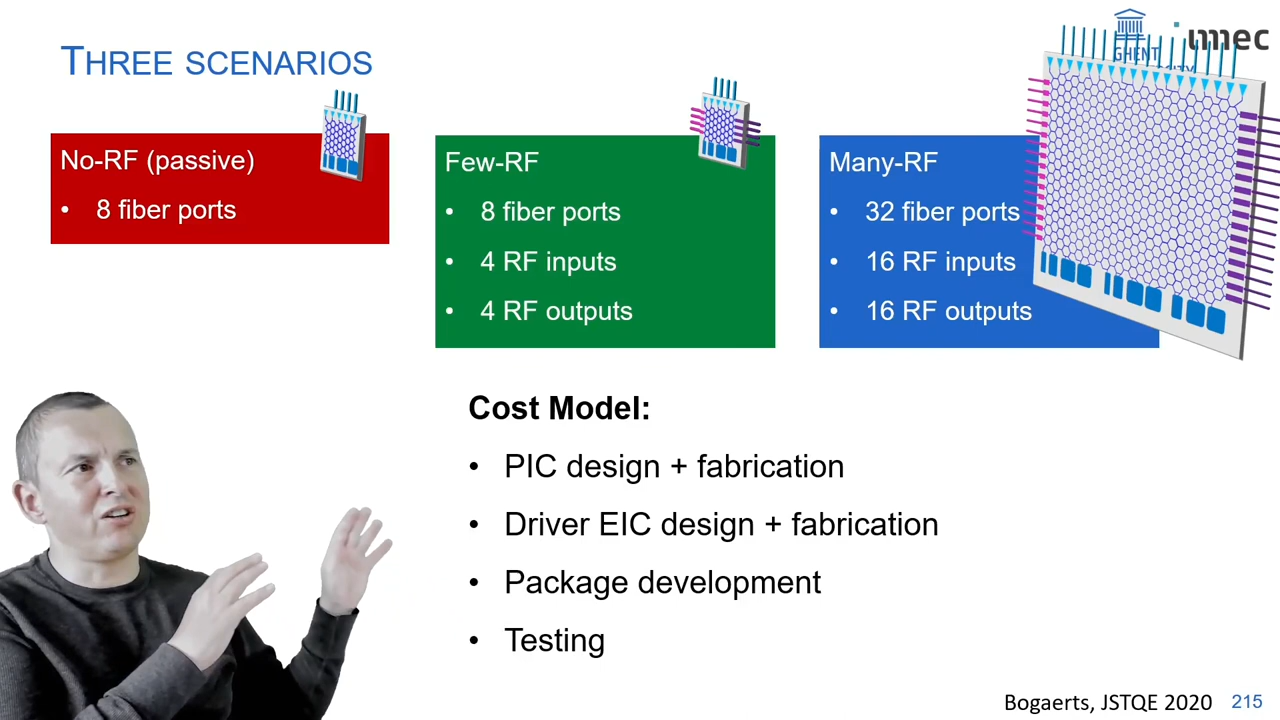 THREE SCENARIOS
GHENT
imec
No-RF (passive)
• 8 fiber ports
Few-RF
• 8 fiber ports
• 4 RF inputs
• 4 RF outputs
Many-RF
• 32 fiber ports
• 16 RF inputs
• 16 RF outputs
Cost Model:
• PIC design + fabrication
• Driver EIC design + fabrication
• Package development
• Testing
Bogaerts, JSTQE 2020 215